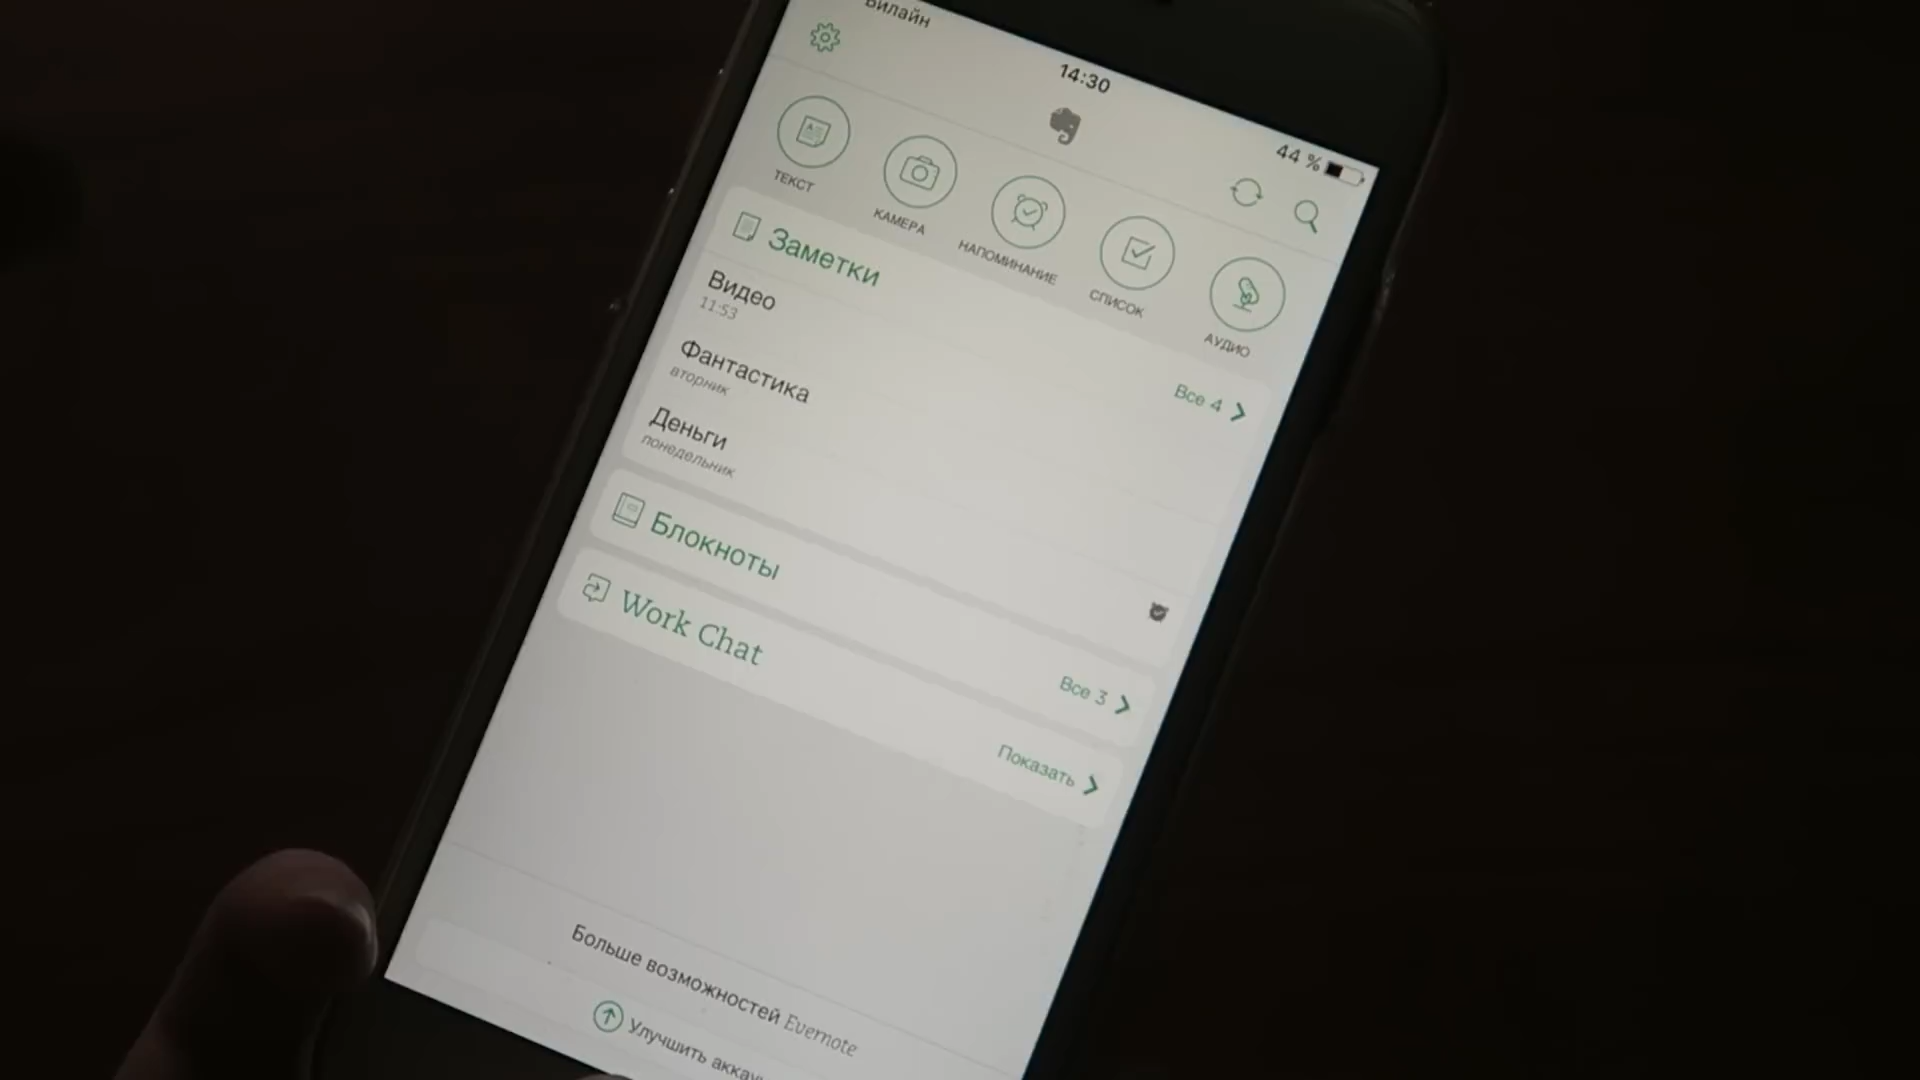 Билайн
14:30
44 %
ТЕКСТ
КАМЕРА
НАПОМИНАНИЕ
СПИСОК
АУДИО
Заметки
Все 4
Видео
11:53
Фантастика
вторник
Деньги
понедельник
Блокноты
Все 3
Work Chat
Показать
Больше возможностей Evernote
Улучшить аккаун